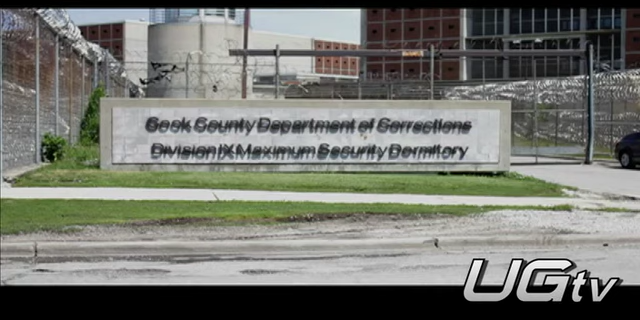 Cook County Department of Corrections
Division IX Maximum Security Dormitory
UGtv